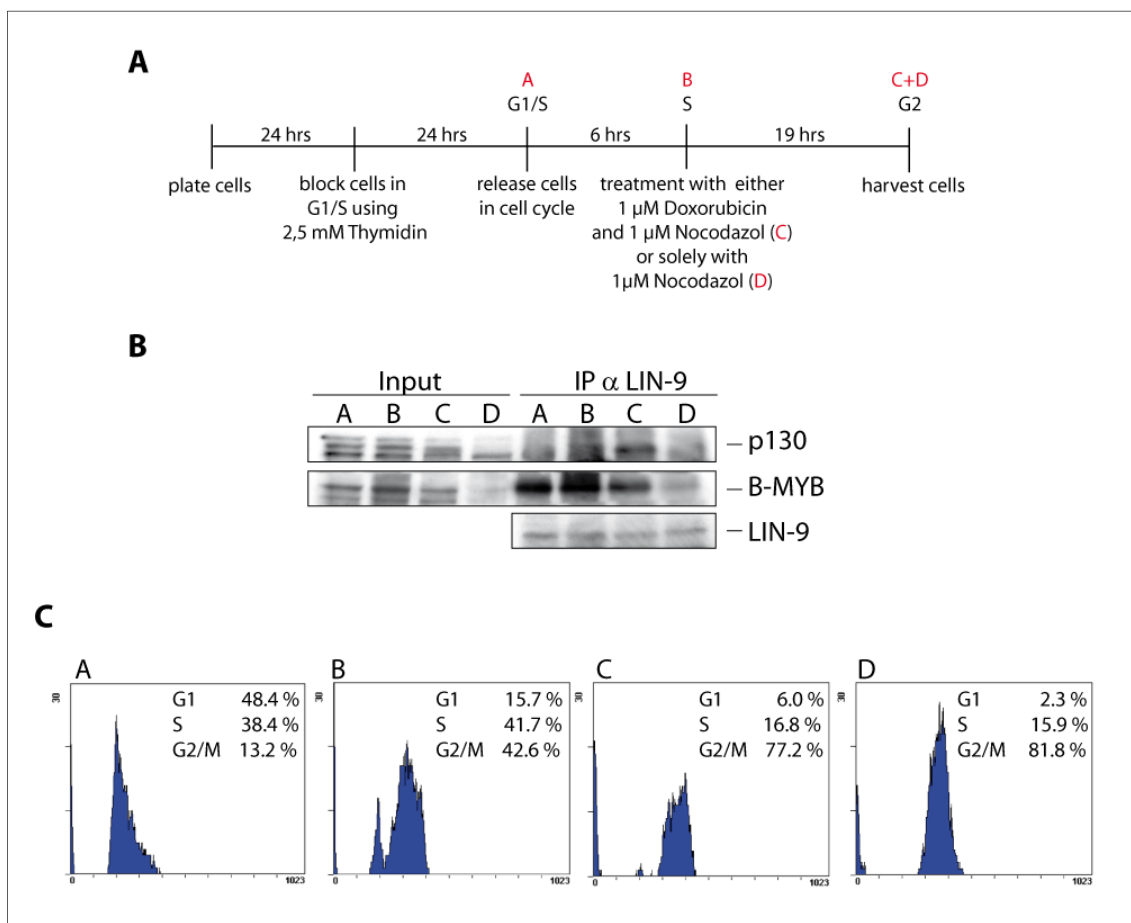 A
A B C+D
G1/S S G2
24 hrs 24 hrs 6 hrs 19 hrs
plate cells
block cells in
G1/S using
2,5 mM Thymidin
release cells
in cell cycle
treatment with either
1 μM Doxorubicin
and 1 μM Nocodazol (C)
or solely with
1μM Nocodazol (D)
harvest cells
B
Input IP α LIN-9
A B C D A B C D
p130
B-MYB
LIN-9
C
A
30
G1 48.4 %
S 38.4 %
G2/M 13.2 %
0 1023
B
30
G1 15.7 %
S 41.7 %
G2/M 42.6 %
0 1023
C
30
G1 6.0 %
S 16.8 %
G2/M 77.2 %
0 1023
D
30
G1 2.3 %
S 15.9 %
G2/M 81.8 %
0 1023